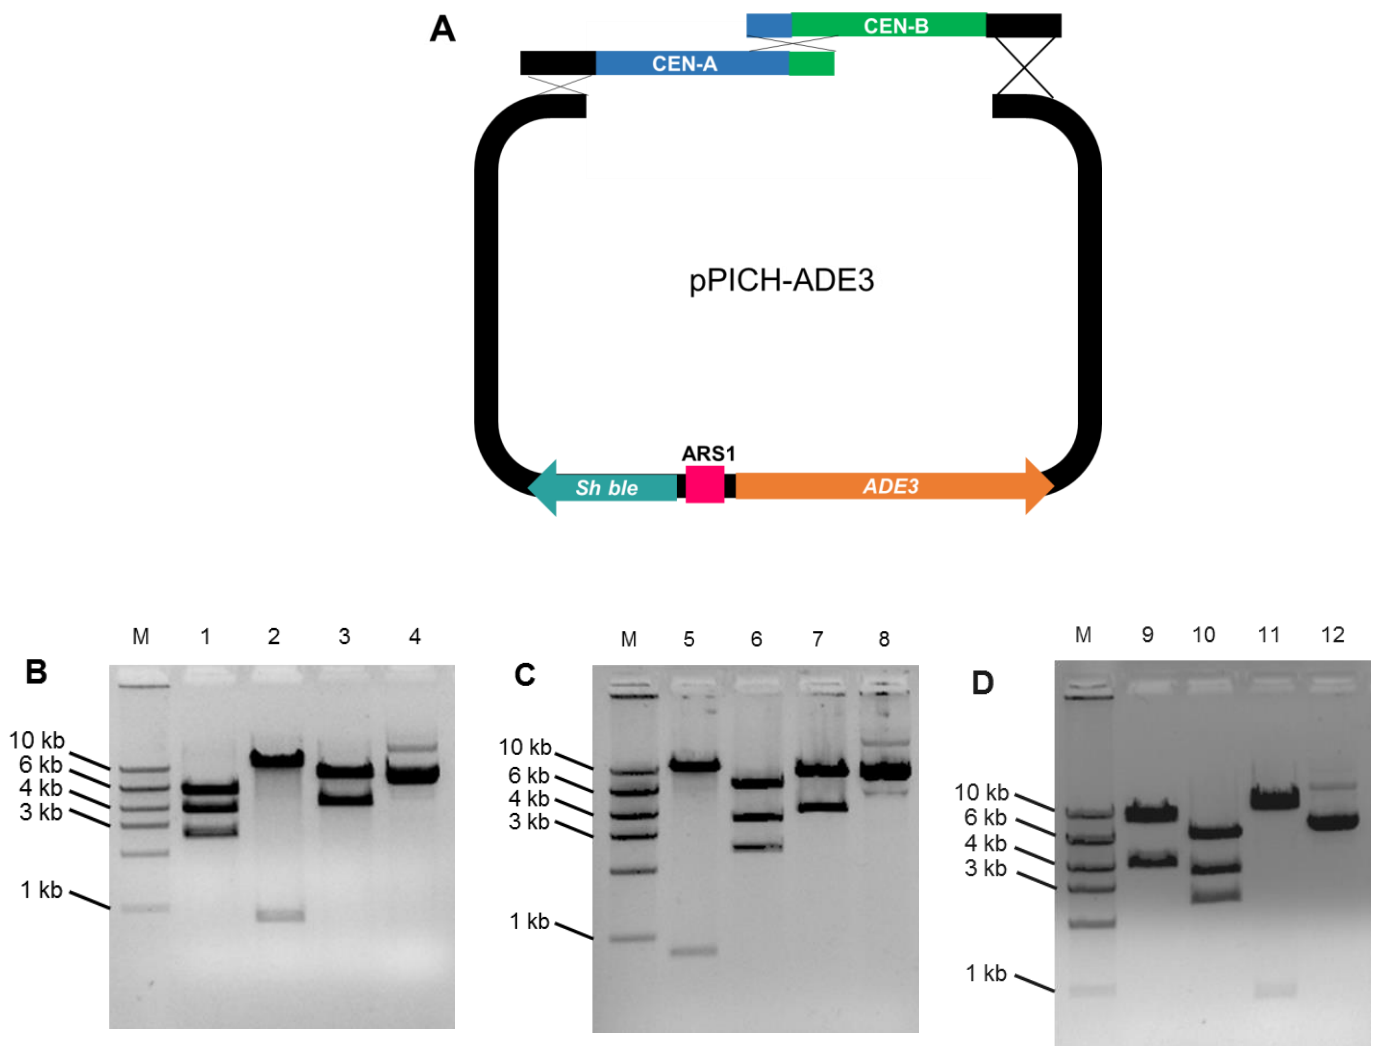 A
CEN-B
CEN-A
pPICH-ADE3
ARS1
Sh ble
ADE3
B
M 1 2 3 4
10 kb
6 kb
4 kb
3 kb
1 kb
C
M 5 6 7 8
10 kb
6 kb
4 kb
3 kb
1 kb
D
M 9 10 11 12
10 kb
6 kb
4 kb
3 kb
1 kb